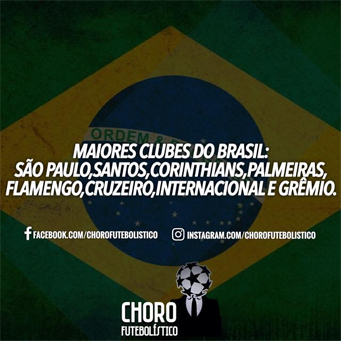 ORDEM &
MAIORES CLUBES DO BRASIL:
SÃO PAULO,SANTOS,CORINTHIANS,PALMEIRAS,
FLAMENGO,CRUZEIRO,INTERNACIONAL E GRÊMIO.
f FACEBOOK.COM/CHOROFUTEBOLISTICO INSTAGRAM.COM/CHOROFUTEBOLISTICO
CHORO
FUTEBOLÍSTICO